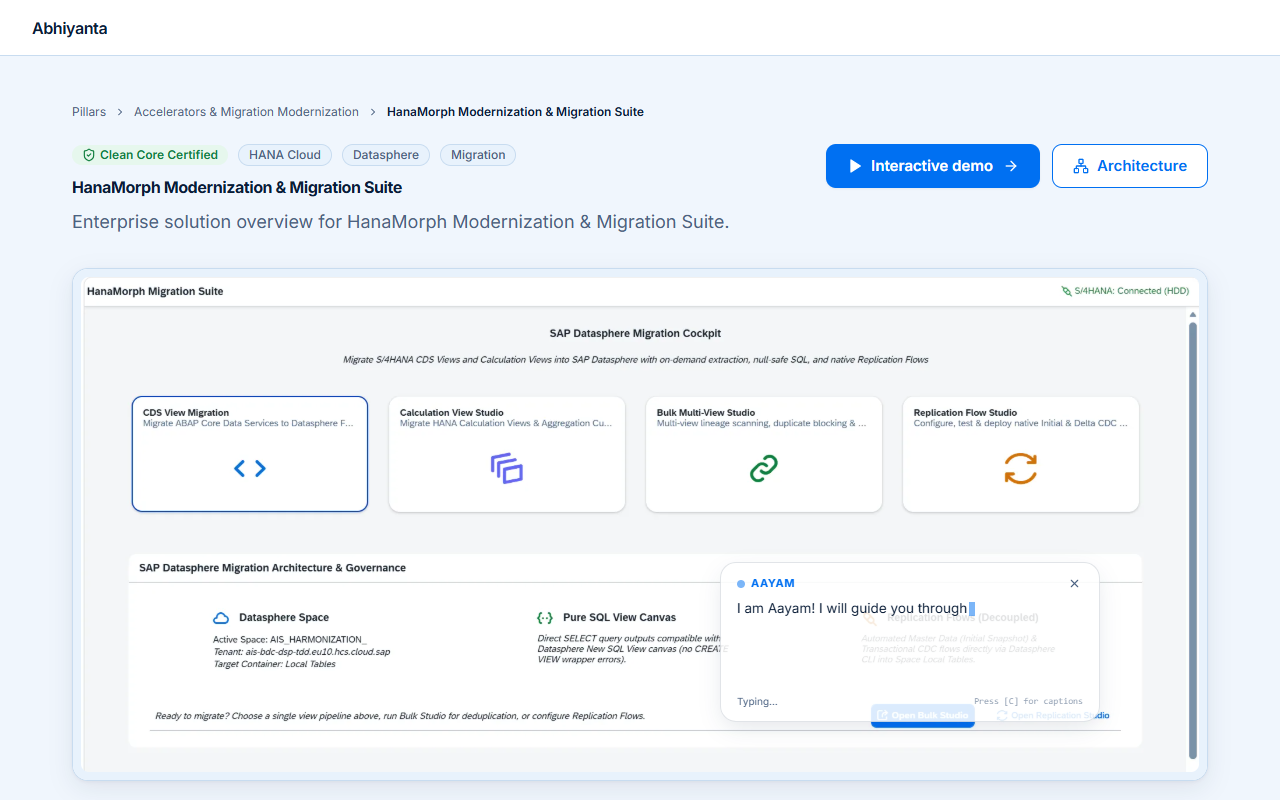 Abhiyanta
Pillars > Accelerators & Migration Modernization > HanaMorph Modernization & Migration Suite
Clean Core Certified HANA Cloud Datasphere Migration
Interactive demo →
Architecture
HanaMorph Modernization & Migration Suite
Enterprise solution overview for HanaMorph Modernization & Migration Suite.
HanaMorph Migration Suite
S/4HANA: Connected (HDD)
SAP Datasphere Migration Cockpit
Migrate S/4HANA CDS Views and Calculation Views into SAP Datasphere with on-demand extraction, null-safe SQL, and native Replication Flows
CDS View Migration
Migrate ABAP Core Data Services to Datasphere F...
Calculation View Studio
Migrate HANA Calculation Views & Aggregation Cu...
Bulk Multi-View Studio
Multi-view lineage scanning, duplicate blocking & ...
Replication Flow Studio
Configure, test & deploy native Initial & Delta CDC ...
SAP Datasphere Migration Architecture & Governance
Datasphere Space
Active Space: AIS_HARMONIZATION_
Tenant: ais-bdc-dsp-tdd.eu10.hcs.cloud.sap
Target Container: Local Tables
Pure SQL View Canvas
Direct SELECT query outputs compatible with
Datasphere New SQL View canvas (no CREATE
VIEW wrapper errors).
Replication Flows (Decoupled)
Automated Master Data (Initial Snapshot) &
Transactional CDC flows directly via Datasphere
CLI into Space Local Tables.
AAYAM
I am Aayam! I will guide you through
Typing...
Press [C] for captions
Ready to migrate? Choose a single view pipeline above, run Bulk Studio for deduplication, or configure Replication Flows.
Open Bulk Studio
Open Replication Studio